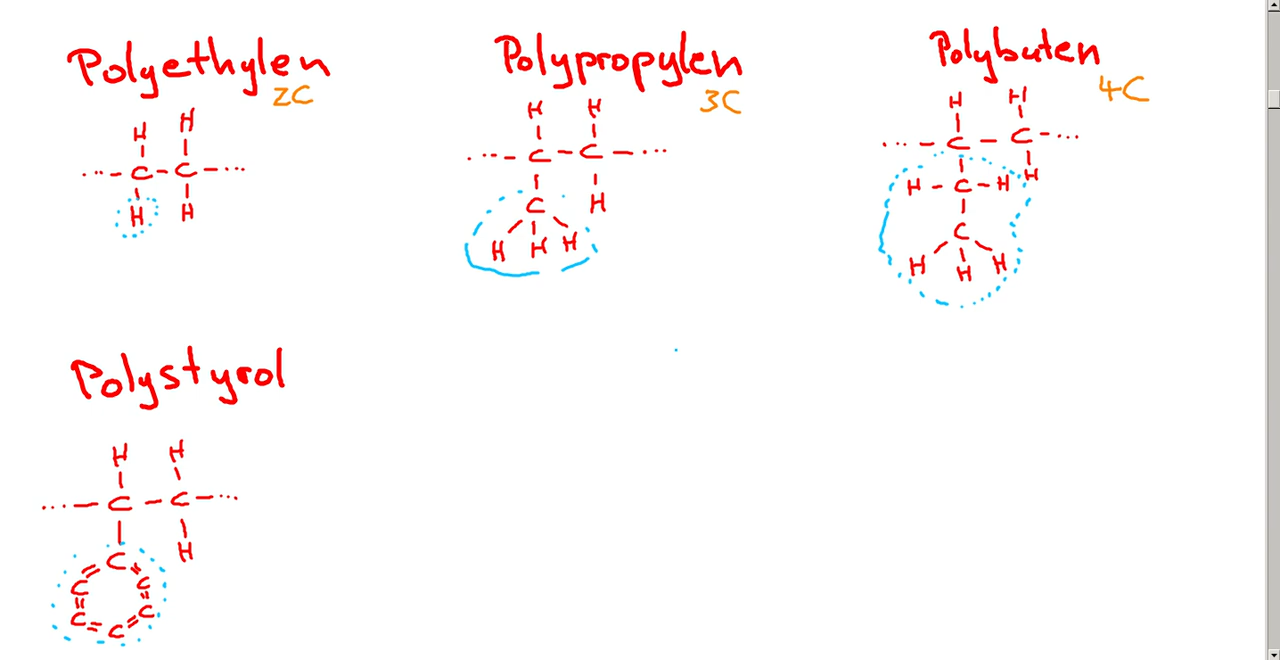 Polyethylen
2C
H H
...-C-C-...
H H
Polypropylen
3C
H H
...-C-C-...
C H
H H H
Polybuten
4C
H H
...-C-C-...
H-C-H H
C
H H H
Polystyrol
H H
...-C-C-...
H
C
C C
C C
C